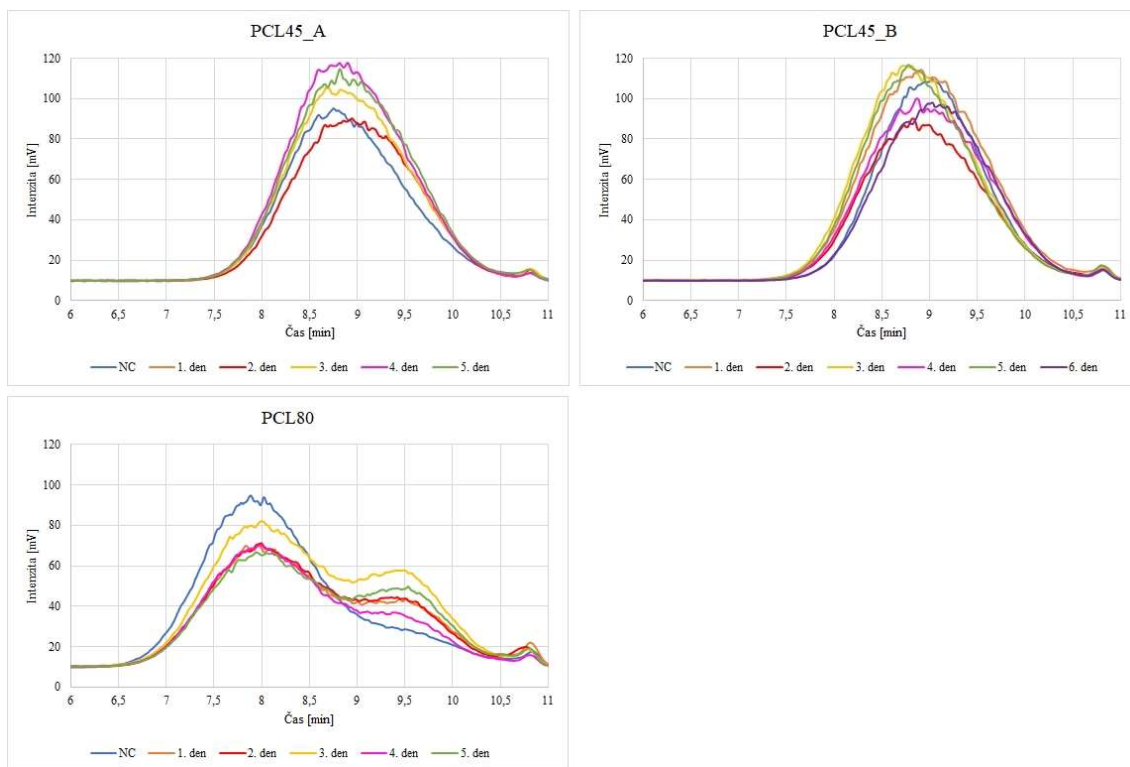 PCL45_A
120
100
80
60
40
20
0
Intenzita [mV]
6 6,5 7 7,5 8 8,5 9 9,5 10 10,5 11
Čas [min]
NC 1. den 2. den 3. den 4. den 5. den
PCL45_B
120
100
80
60
40
20
0
Intenzita [mV]
6 6,5 7 7,5 8 8,5 9 9,5 10 10,5 11
Čas [min]
NC 1. den 2. den 3. den 4. den 5. den 6. den
PCL80
120
100
80
60
40
20
0
Intenzita [mV]
6 6,5 7 7,5 8 8,5 9 9,5 10 10,5 11
Čas [min]
NC 1. den 2. den 3. den 4. den 5. den